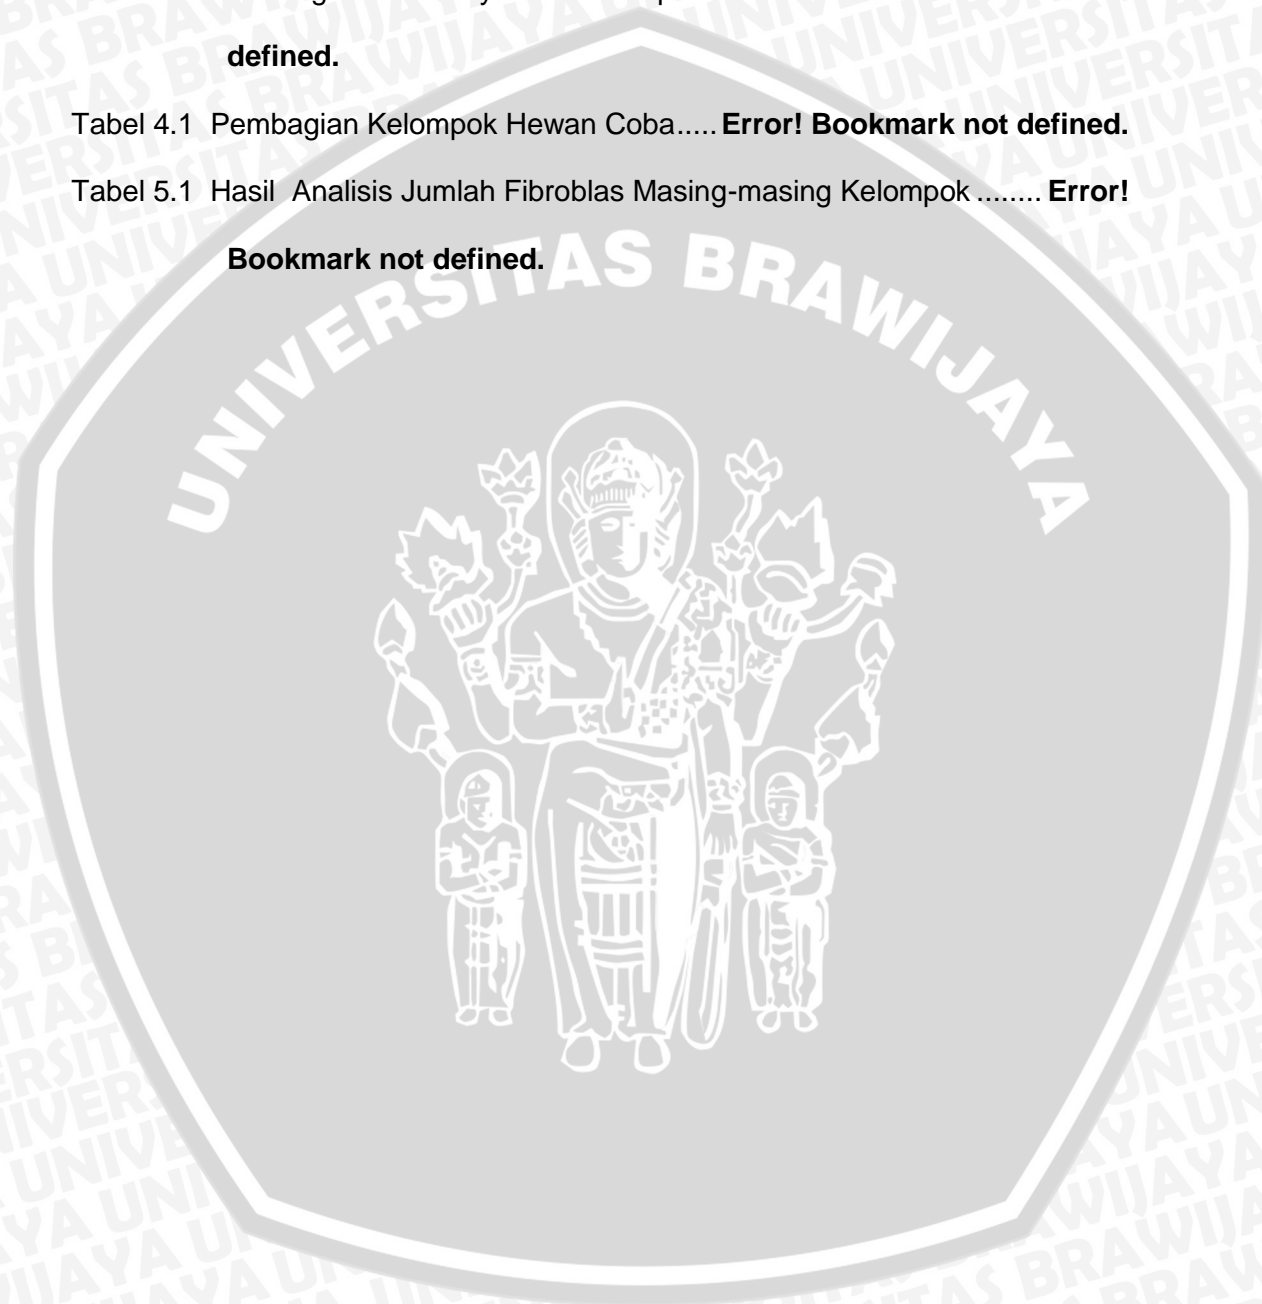 defined.
Tabel 4.1 Pembagian Kelompok Hewan Coba..... Error! Bookmark not defined.
Tabel 5.1 Hasil Analisis Jumlah Fibroblas Masing-masing Kelompok ........ Error!
Bookmark not defined.
UNIVERSITAS BRAWIJAYA